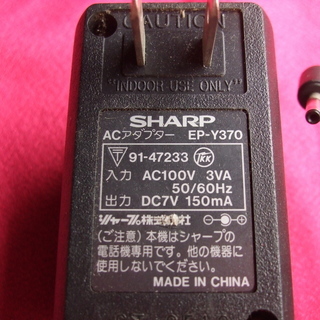 CAUTION
"INDOOR USE ONLY"
SHARP
ACアダプター EP-Y370
〒 91-47233 TKK
入力 AC100V 3VA
50/60Hz
出力 DC7V 150mA
シャープ株式会社
(ご注意) 本機はシャープの
電話機専用です。他の機器に
使用しないでください。
MADE IN CHINA